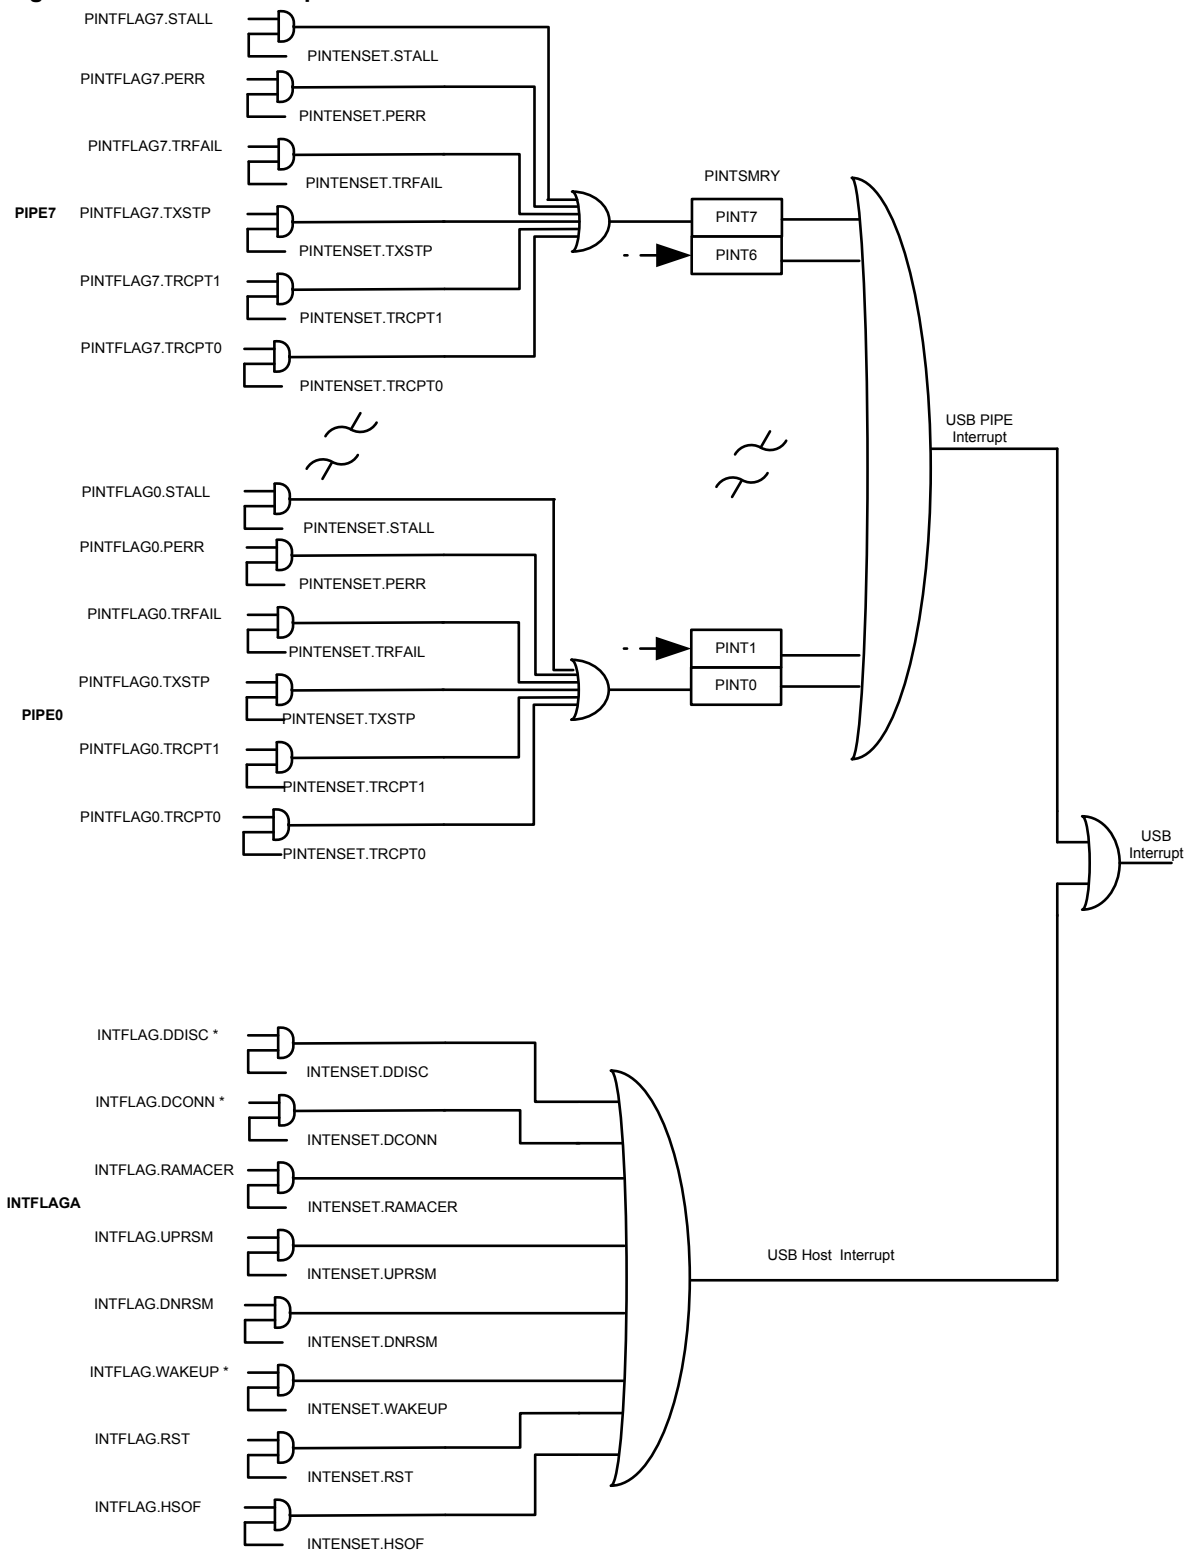 PINTFLAG7.STALL
PINTENSET.STALL
PINTFLAG7.PERR
PINTENSET.PERR
PINTFLAG7.TRFAIL
PINTENSET.TRFAIL
PINTSMRY
PIPE7
PINTFLAG7.TXSTP
PINT7
PINTENSET.TXSTP
PINT6
PINTFLAG7.TRCPT1
PINTENSET.TRCPT1
PINTFLAG7.TRCPT0
PINTENSET.TRCPT0
USB PIPE
Interrupt
PINTFLAG0.STALL
PINTENSET.STALL
PINTFLAG0.PERR
PINTENSET.PERR
PINTFLAG0.TRFAIL
PINTENSET.TRFAIL
PINT1
PINTFLAG0.TXSTP
PINT0
PIPE0
PINTENSET.TXSTP
PINTFLAG0.TRCPT1
PINTENSET.TRCPT1
PINTFLAG0.TRCPT0
PINTENSET.TRCPT0
USB
Interrupt
INTFLAG.DDISC *
INTENSET.DDISC
INTFLAG.DCONN *
INTENSET.DCONN
INTFLAG.RAMACER
INTFLAGA
INTENSET.RAMACER
INTFLAG.UPRSM
USB Host Interrupt
INTENSET.UPRSM
INTFLAG.DNRSM
INTENSET.DNRSM
INTFLAG.WAKEUP *
INTENSET.WAKEUP
INTFLAG.RST
INTENSET.RST
INTFLAG.HSOF
INTENSET.HSOF